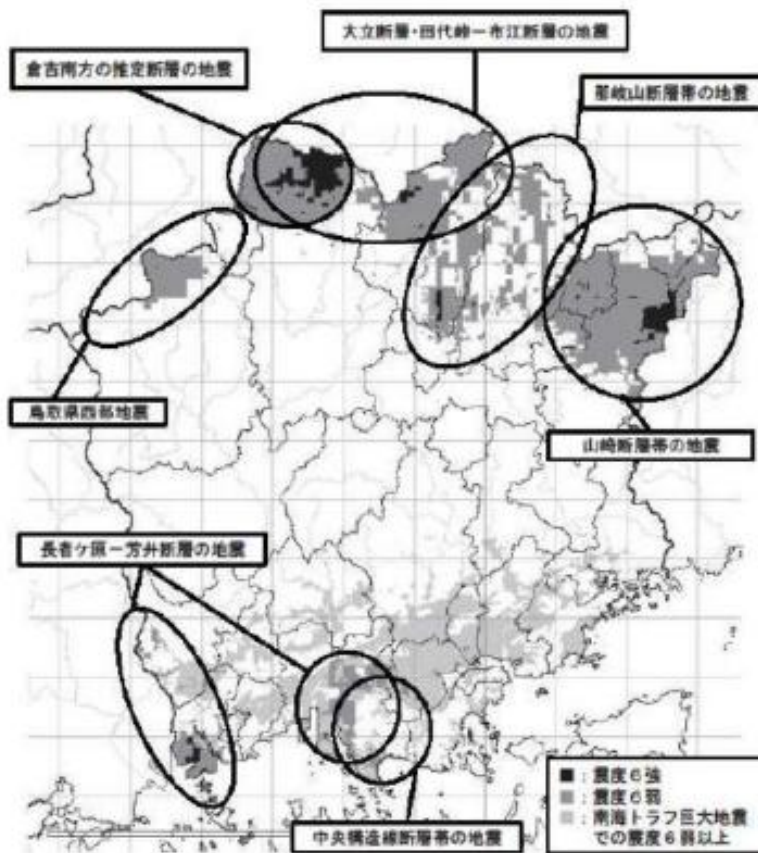 大立断層・田代峠－布江断層の地震
倉吉南方の推定断層の地震
那岐山断層帯の地震
鳥取県西部地震
山崎断層帯の地震
長者ケ原－芳井断層の地震
■：震度６強
■：震度６弱
■：南海トラフ巨大地震
での震度６弱以上
中央構造線断層帯の地震